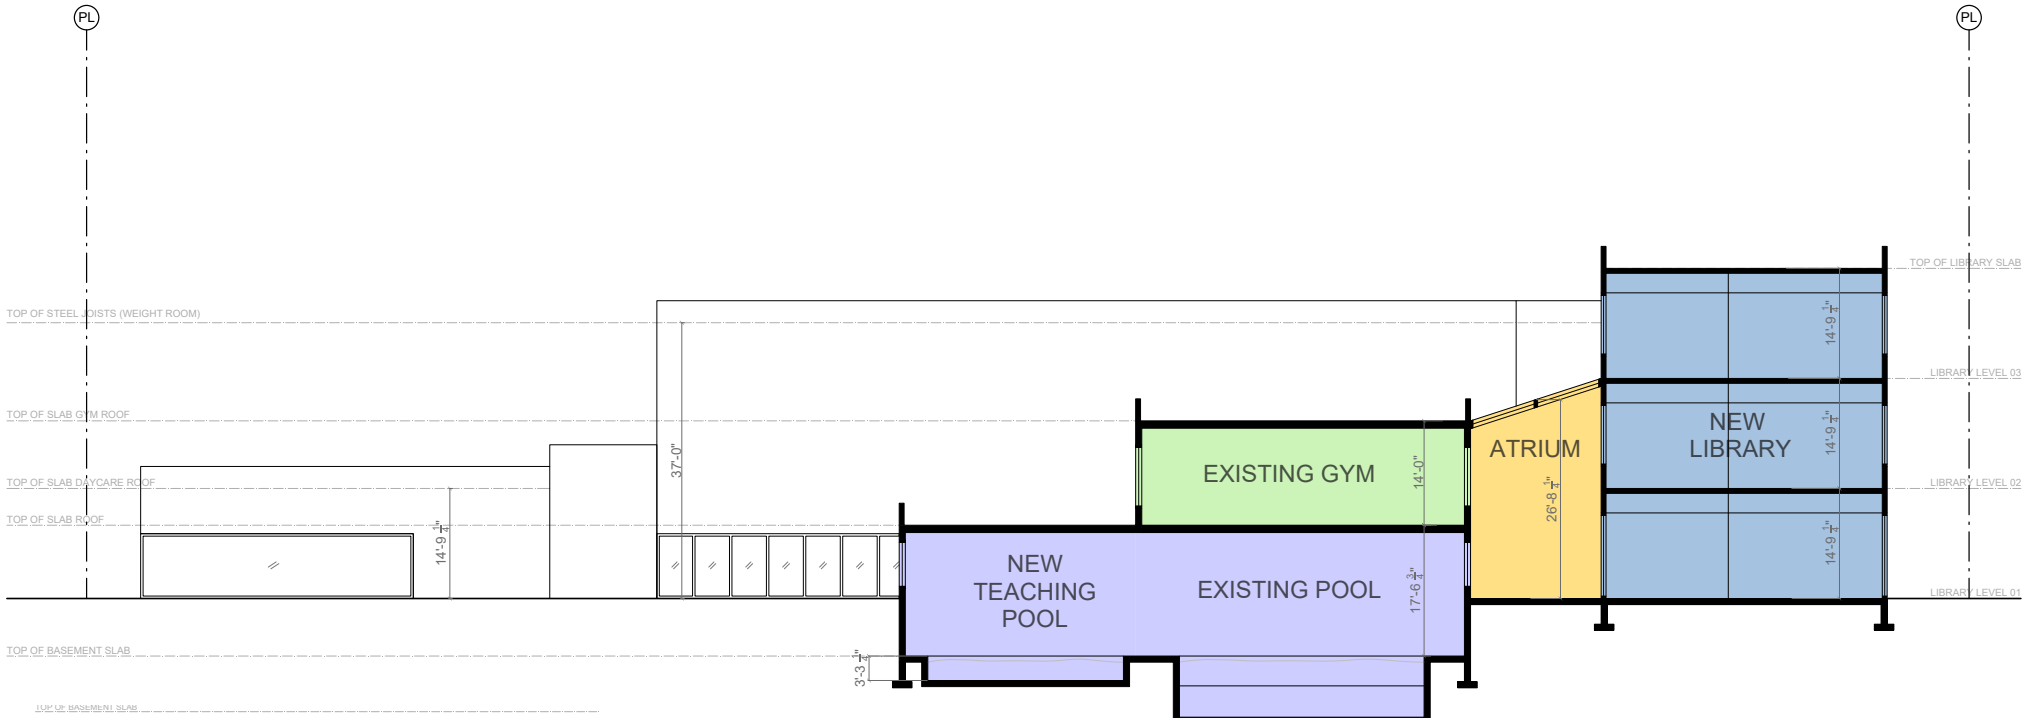 PL
PL
TOP OF LIBRARY SLAB
TOP OF STEEL JOISTS (WEIGHT ROOM)
14'-9 1/4"
LIBRARY LEVEL 03
TOP OF SLAB GYM ROOF
37'-0"
EXISTING GYM
14'-0"
ATRIUM
26'-8 1/4"
NEW
LIBRARY
14'-9 1/4"
TOP OF SLAB DAYCARE ROOF
LIBRARY LEVEL 02
TOP OF SLAB ROOF
14'-9 1/4"
NEW
TEACHING
POOL
EXISTING POOL
17'-6 3/4"
14'-9 1/4"
LIBRARY LEVEL 01
TOP OF BASEMENT SLAB
3'-3 1/4"
TOP OF BASEMENT SLAB